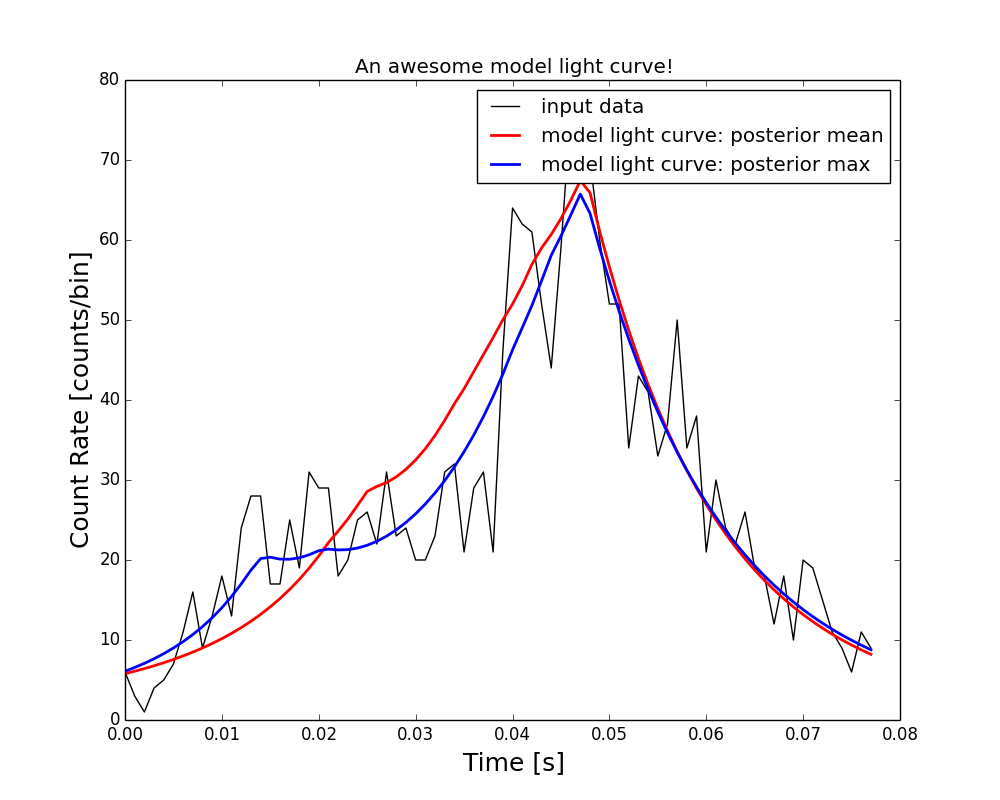 An awesome model light curve!
input data
model light curve: posterior mean
model light curve: posterior max
Count Rate [counts/bin]
80
70
60
50
40
30
20
10
0
0.00 0.01 0.02 0.03 0.04 0.05 0.06 0.07 0.08
Time [s]